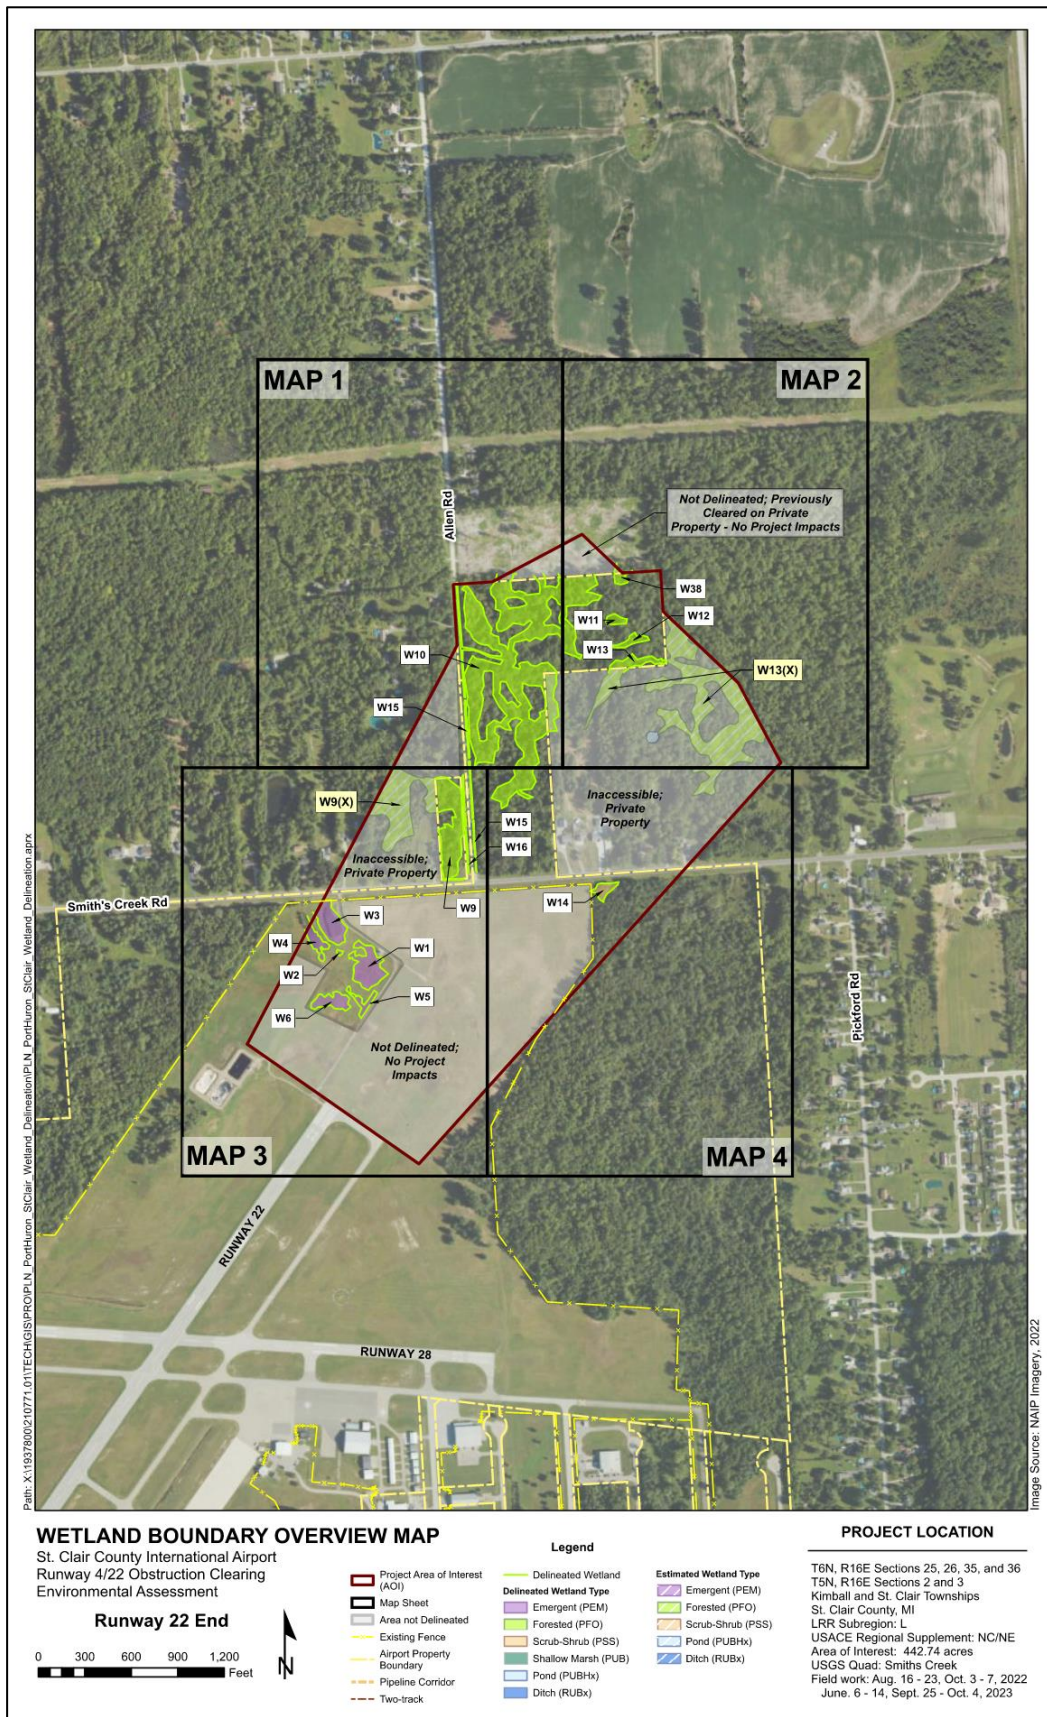 MAP 1
MAP 2
Allen Rd
Not Delineated; Previously
Cleared on Private
Property - No Project Impacts
W38
W11
W12
W13
W10
W13(X)
W15
Inaccessible;
Private
Property
W9(X)
W15
W16
Inaccessible;
Private Property
Smith's Creek Rd
W9
W14
W3
W4
W1
W2
W5
W6
Pickford Rd
Not Delineated;
No Project
Impacts
MAP 3
MAP 4
RUNWAY 22
RUNWAY 28
Path: X:\1937800\210771.01\TECH\GIS\PRO\PLN_PortHuron_StClair_Wetland_Delineation\PLN_PortHuron_StClair_Wetland_Delineation.aprx
Image Source: NAIP Imagery, 2022
WETLAND BOUNDARY OVERVIEW MAP
St. Clair County International Airport
Runway 4/22 Obstruction Clearing
Environmental Assessment
Runway 22 End
0 300 600 900 1,200
Feet
N
Legend
Project Area of Interest
(AOI)
Map Sheet
Area not Delineated
Existing Fence
Airport Property
Boundary
Pipeline Corridor
Two-track
Delineated Wetland
Delineated Wetland Type
Emergent (PEM)
Forested (PFO)
Scrub-Shrub (PSS)
Shallow Marsh (PUB)
Pond (PUBHx)
Ditch (RUBx)
Estimated Wetland Type
Emergent (PEM)
Forested (PFO)
Scrub-Shrub (PSS)
Pond (PUBHx)
Ditch (RUBx)
PROJECT LOCATION
T6N, R16E Sections 25, 26, 35, and 36
T5N, R16E Sections 2 and 3
Kimball and St. Clair Townships
St. Clair County, MI
LRR Subregion: L
USACE Regional Supplement: NC/NE
Area of Interest: 442.74 acres
USGS Quad: Smiths Creek
Field work: Aug. 16 - 23, Oct. 3 - 7, 2022
June. 6 - 14, Sept. 25 - Oct. 4, 2023